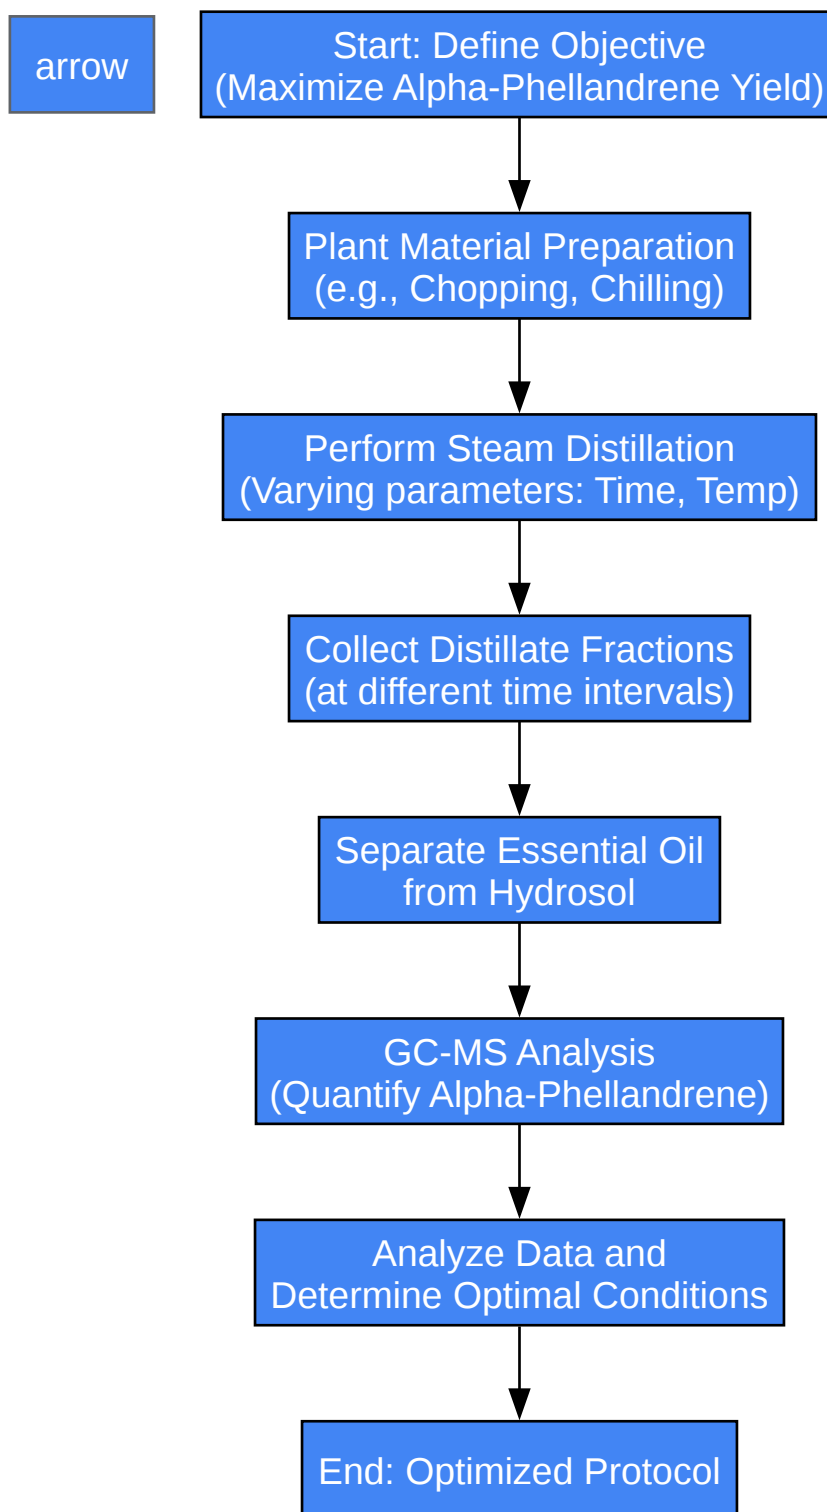 arrow
Start: Define Objective
(Maximize Alpha-Phellandrene Yield)
Plant Material Preparation
(e.g., Chopping, Chilling)
Perform Steam Distillation
(Varying parameters: Time, Temp)
Collect Distillate Fractions
(at different time intervals)
Separate Essential Oil
from Hydrosol
GC-MS Analysis
(Quantify Alpha-Phellandrene)
Analyze Data and
Determine Optimal Conditions
End: Optimized Protocol